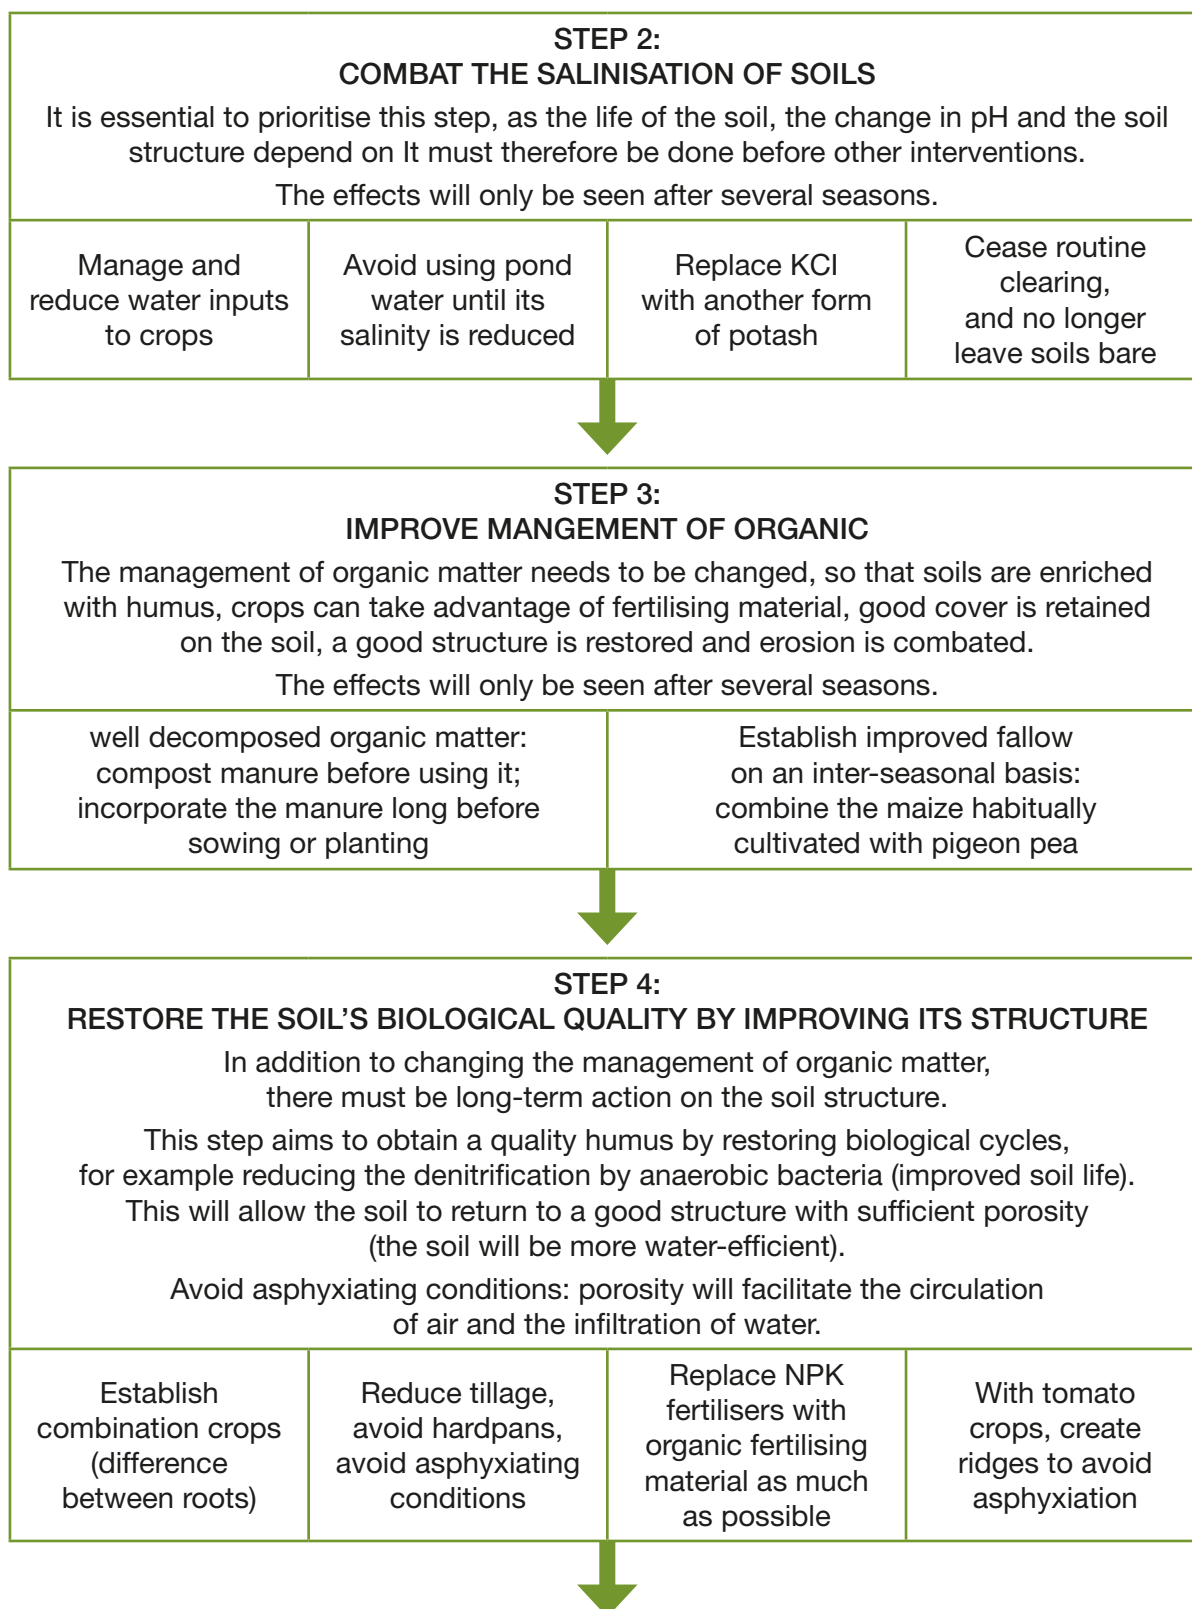 STEP 2:
COMBAT THE SALINISATION OF SOILS
It is essential to prioritise this step, as the life of the soil, the change in pH and the soil
structure depend on It must therefore be done before other interventions.
The effects will only be seen after several seasons.
Manage and
reduce water inputs
to crops
Avoid using pond
water until its
salinity is reduced
Replace KCl
with another form
of potash
Cease routine
clearing,
and no longer
leave soils bare
STEP 3:
IMPROVE MANGEMENT OF ORGANIC
The management of organic matter needs to be changed, so that soils are enriched
with humus, crops can take advantage of fertilising material, good cover is retained
on the soil, a good structure is restored and erosion is combated.
The effects will only be seen after several seasons.
well decomposed organic matter:
compost manure before using it;
incorporate the manure long before
sowing or planting
Establish improved fallow
on an inter-seasonal basis:
combine the maize habitually
cultivated with pigeon pea
STEP 4:
RESTORE THE SOIL’S BIOLOGICAL QUALITY BY IMPROVING ITS STRUCTURE
In addition to changing the management of organic matter,
there must be long-term action on the soil structure.
This step aims to obtain a quality humus by restoring biological cycles,
for example reducing the denitrification by anaerobic bacteria (improved soil life).
This will allow the soil to return to a good structure with sufficient porosity
(the soil will be more water-efficient).
Avoid asphyxiating conditions: porosity will facilitate the circulation
of air and the infiltration of water.
Establish
combination crops
(difference
between roots)
Reduce tillage,
avoid hardpans,
avoid asphyxiating
conditions
Replace NPK
fertilisers with
organic fertilising
material as much
as possible
With tomato
crops, create
ridges to avoid
asphyxiation